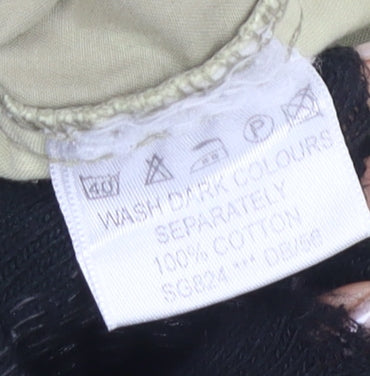 40 P
WASH DARK COLOURS
SEPARATELY
100% COTTON
SG824 *** DB/56